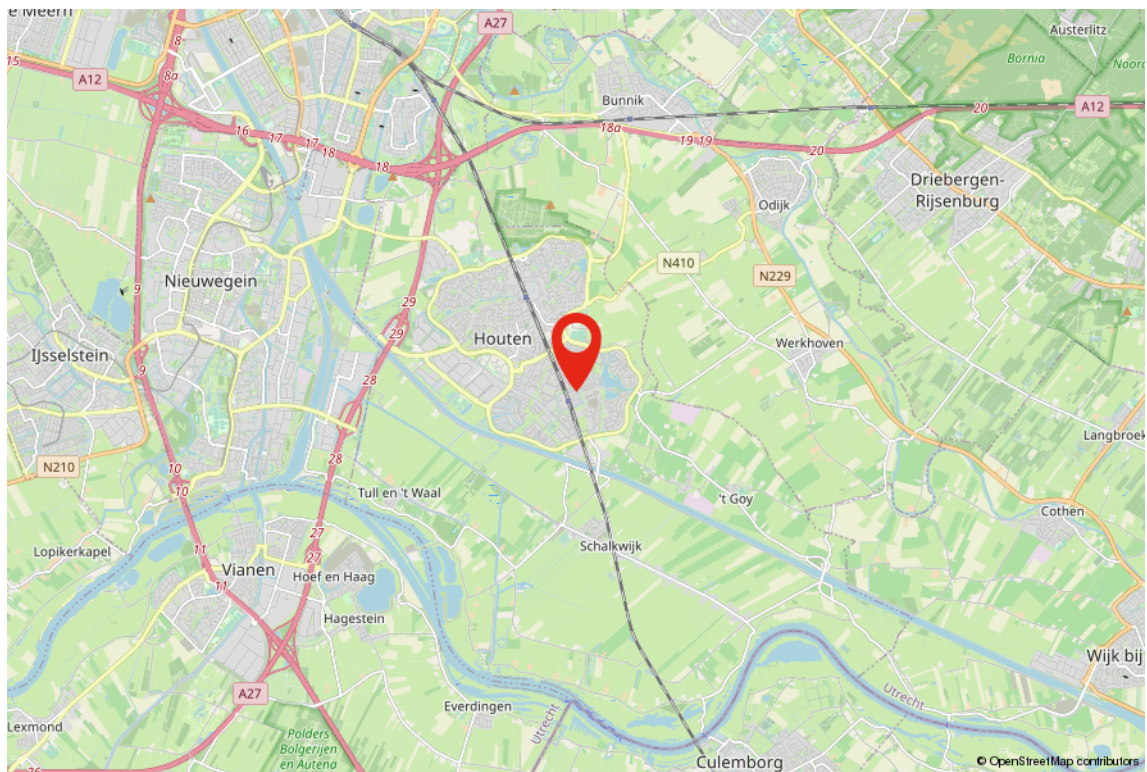 e Meern
A27
Austerlitz
8
Bornia
Noord
15
8a
A12
Bunnik
20
A12
16
17
17
18
18a
18
19
19
20
Driebergen-
Rijsenburg
Odijk
N410
N229
Nieuwegein
9
29
Houten
29
Werkhoven
IJsselstein
9
28
Langbroek
N210
10
28
10
Tull en 't Waal
't Goy
Cothen
27
Schalkwijk
Lopikerkapel
11
27
Vianen
Hoef en Haag
11
Hagestein
Wijk bij
A27
Utrecht
Everdingen
Lexmond
Utrecht
Polders
Bolgerijen
en Autena
Culemborg
© OpenStreetMap contributors